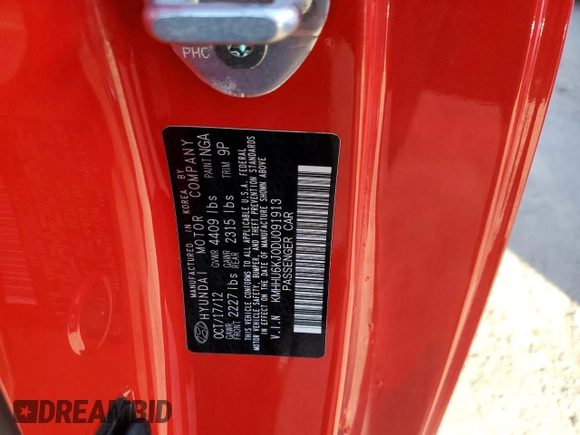 PHC
MANUFACTURED IN KOREA BY
HYUNDAI MOTOR COMPANY
OCT/17/12 GVWR 4409 lbs PAINT NGA
GAWR FRONT 2227 lbs GAWR REAR 2315 lbs TRIM 9P
THIS VEHICLE CONFORMS TO ALL APPLICABLE U.S.A. FEDERAL
MOTOR VEHICLE SAFETY, BUMPER, AND THEFT PREVENTION STANDARDS
IN EFFECT ON THE DATE OF MANUFACTURE SHOWN ABOVE
V.I.N KMHHU6KJ0DU091913
PASSENGER CAR
DREAMBID